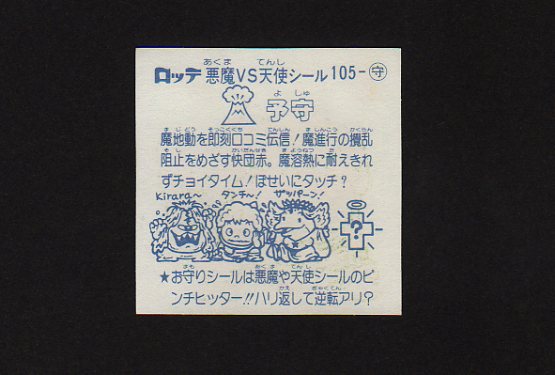 ロッテ 悪魔VS天使シール 105-守
予守
魔地動を即刻口コミ伝信!魔進行の攪乱
阻止をめざす快団赤。魔溶熱に耐えきれ
ずチョイタイム!ぽせいにタッチ?
Kirara〜 タンチ〜! ザッパーン!
?
★お守りシールは悪魔や天使シールのピ
ンチヒッター!!ハリ返して逆転アリ?